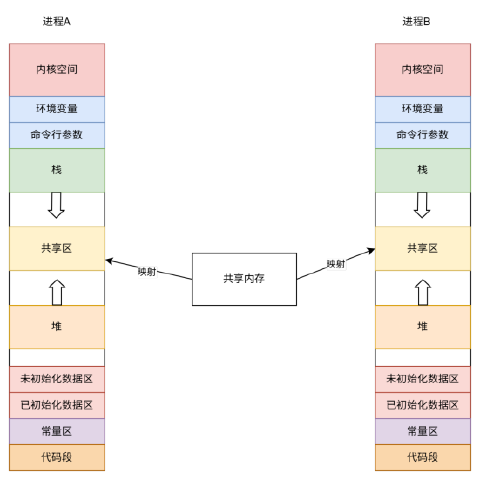 进程A
内核空间
环境变量
命令行参数
栈
共享区
堆
未初始化数据区
已初始化数据区
常量区
代码段
映射
共享内存
映射
进程B
内核空间
环境变量
命令行参数
栈
共享区
堆
未初始化数据区
已初始化数据区
常量区
代码段